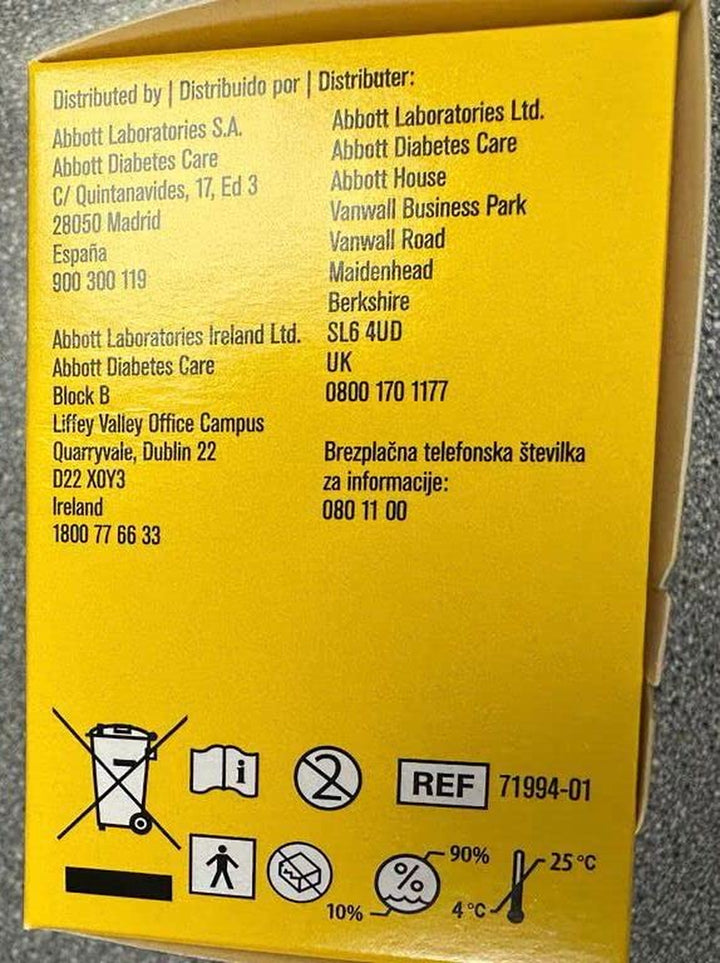 Distributed by | Distribuido por | Distributer:
Abbott Laboratories S.A.
Abbott Diabetes Care
C/ Quintanavides, 17, Ed 3
28050 Madrid
España
900 300 119
Abbott Laboratories Ireland Ltd.
Abbott Diabetes Care
Block B
Liffey Valley Office Campus
Quarryvale, Dublin 22
D22 X0Y3
Ireland
1800 77 66 33
Abbott Laboratories Ltd.
Abbott Diabetes Care
Abbott House
Vanwall Business Park
Vanwall Road
Maidenhead
Berkshire
SL6 4UD
UK
0800 170 1177
Brezplačna telefonska številka
za informacije:
080 11 00
i
2
REF 71994-01
%
90%
10%
25 °C
4 °C